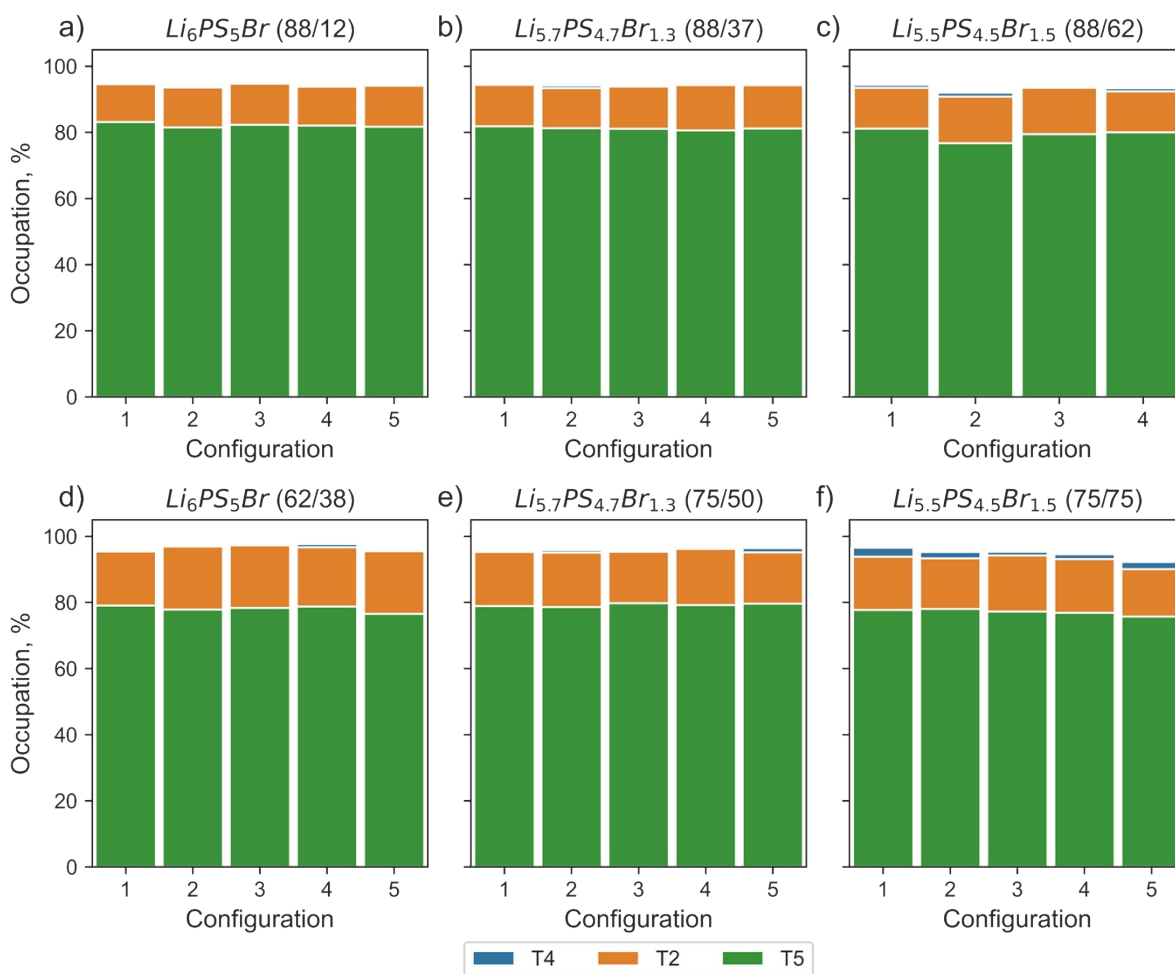 a) Li₆PS₅Br (88/12)
b) Li₅.₇PS₄.₇Br₁.₃ (88/37)
c) Li₅.₅PS₄.₅Br₁.₅ (88/62)
Occupation, %
100
80
60
40
20
0
1 2 3 4 5
Configuration
1 2 3 4 5
Configuration
1 2 3 4
Configuration
d) Li₆PS₅Br (62/38)
e) Li₅.₇PS₄.₇Br₁.₃ (75/50)
f) Li₅.₅PS₄.₅Br₁.₅ (75/75)
Occupation, %
100
80
60
40
20
0
1 2 3 4 5
Configuration
1 2 3 4 5
Configuration
1 2 3 4 5
Configuration
T4 T2 T5